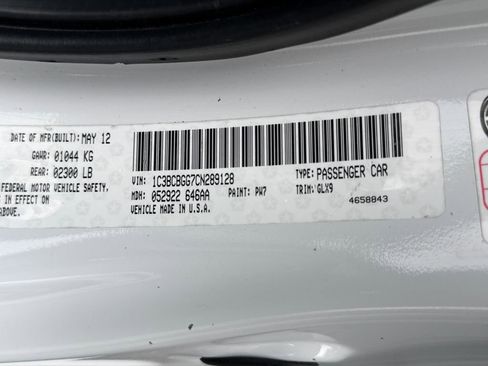 DATE OF MFR(BUILT): MAY 12
GAWR: 01044 KG
REAR: 02300 LB
FEDERAL MOTOR VEHICLE SAFETY,
S IN EFFECT ON
ABOVE.
VIN: 1C3BCBGG7CN289128
TYPE: PASSENGER CAR
MDH: 052922 646AA
PAINT: PW7
TRIM: GLX9
VEHICLE MADE IN U.S.A.
4658843